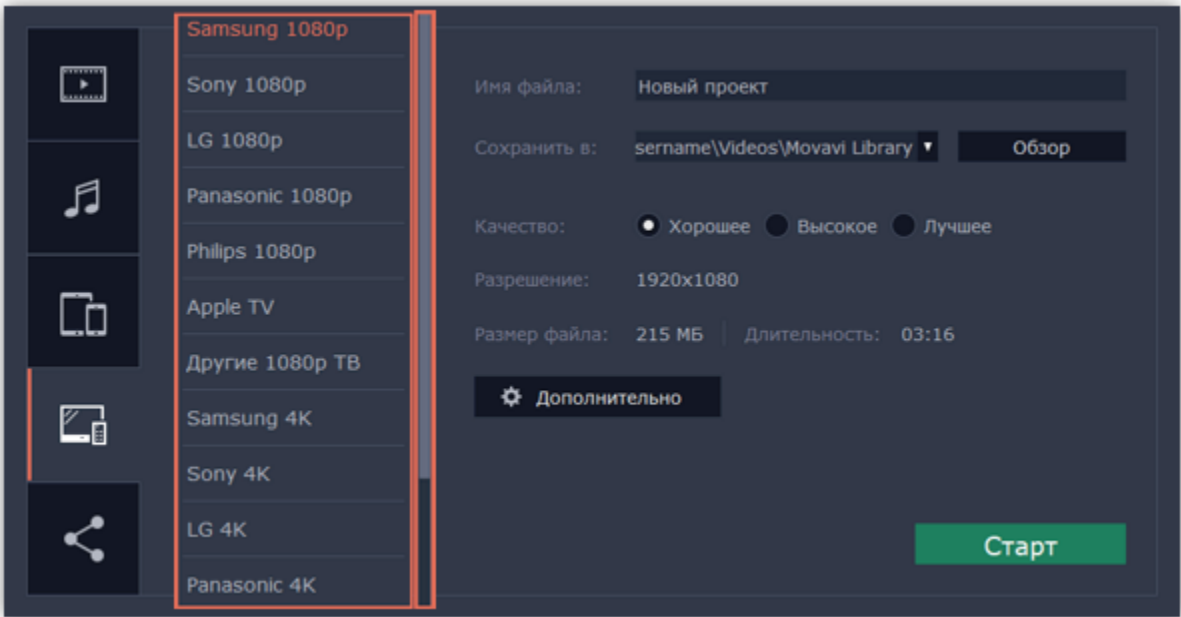 Samsung 1080p
Sony 1080p
LG 1080p
Panasonic 1080p
Philips 1080p
Apple TV
Другие 1080p ТВ
Samsung 4K
Sony 4K
LG 4K
Panasonic 4K
Имя файла: Новый проект
Сохранить в: sername\Videos\Movavi Library Обзор
Качество: Хорошее Высокое Лучшее
Разрешение: 1920x1080
Размер файла: 215 МБ Длительность: 03:16
Дополнительно
Старт